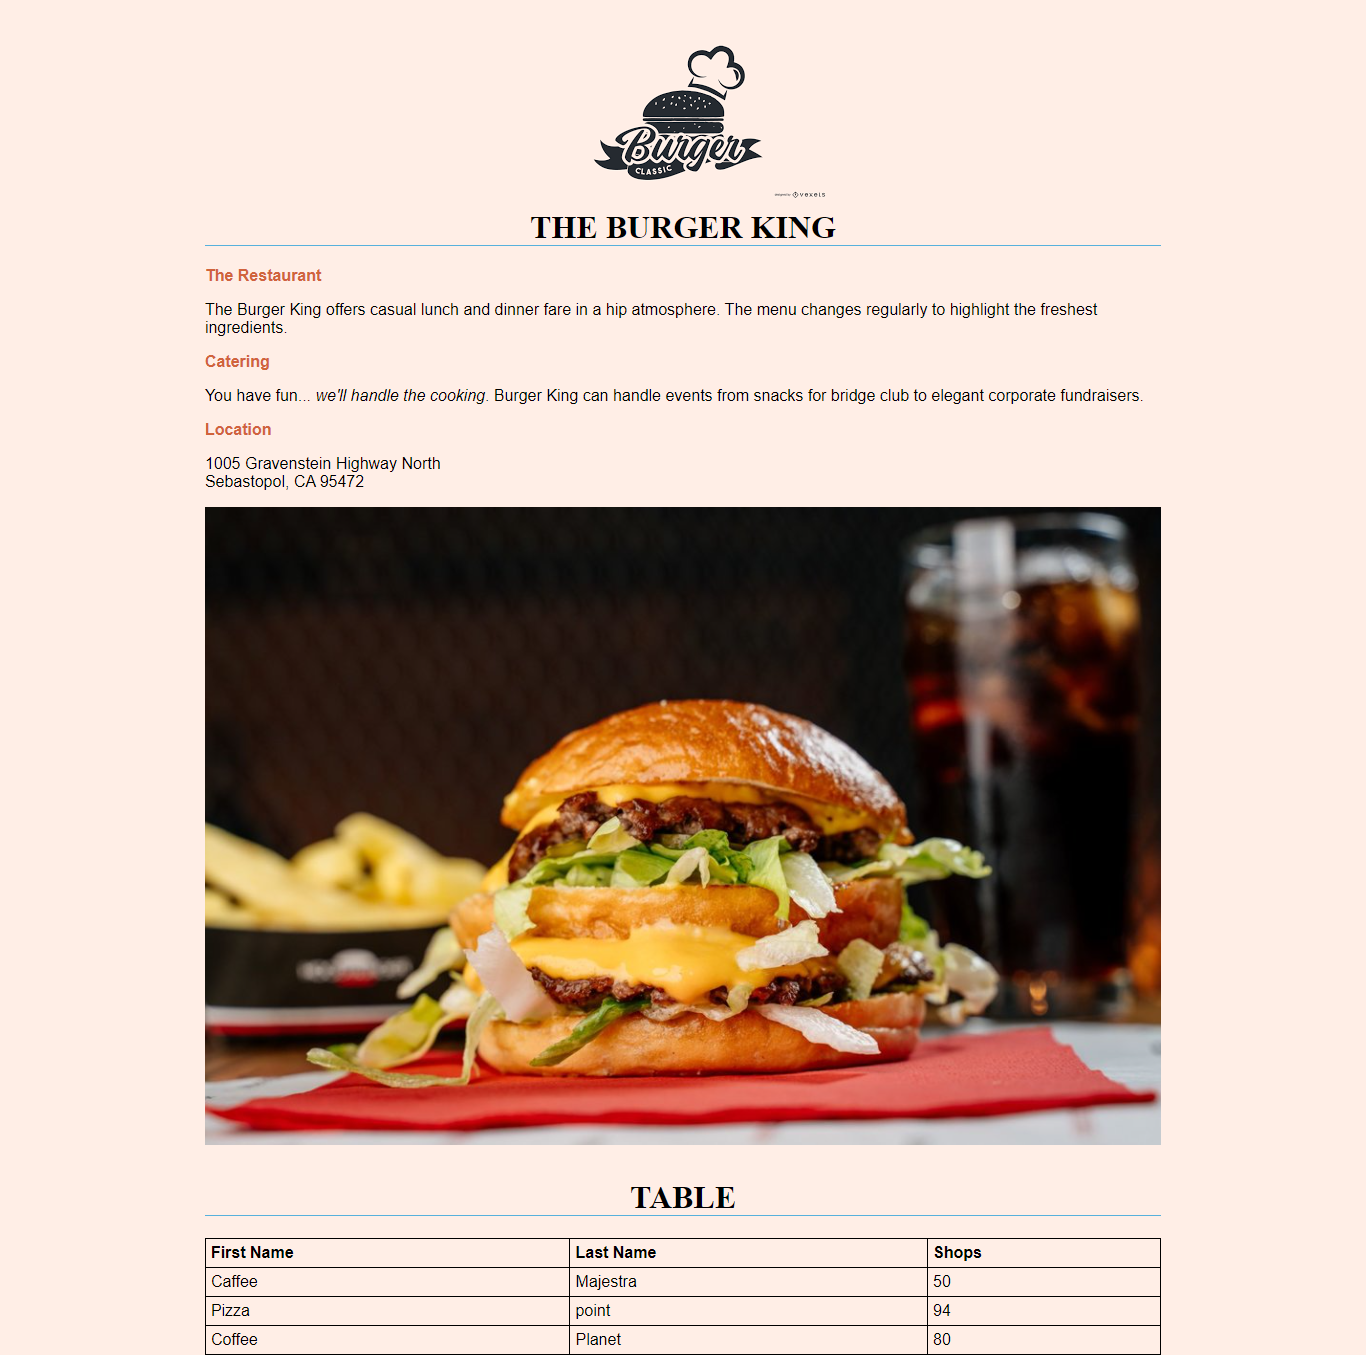 Burger
CLASSIC
designed by vexels
THE BURGER KING
The Restaurant
The Burger King offers casual lunch and dinner fare in a hip atmosphere. The menu changes regularly to highlight the freshest
ingredients.
Catering
You have fun... we'll handle the cooking. Burger King can handle events from snacks for bridge club to elegant corporate fundraisers.
Location
1005 Gravenstein Highway North
Sebastopol, CA 95472
TABLE
First Name Last Name Shops
Caffee Majestra 50
Pizza point 94
Coffee Planet 80